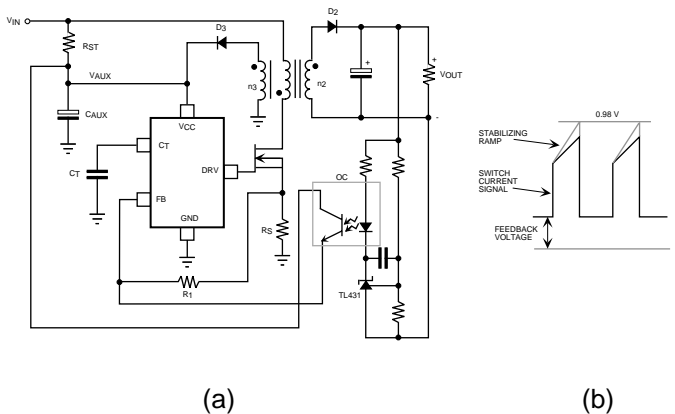 VIN
RST
D3
D2
+
+
VOUT
-
VAUX
n3
n2
CAUX
VCC
CT
CT
DRV
FB
GND
OC
RS
R1
TL431
(a)
0.98 V
STABILIZING
RAMP
SWITCH
CURRENT
SIGNAL
FEEDBACK
VOLTAGE
(b)